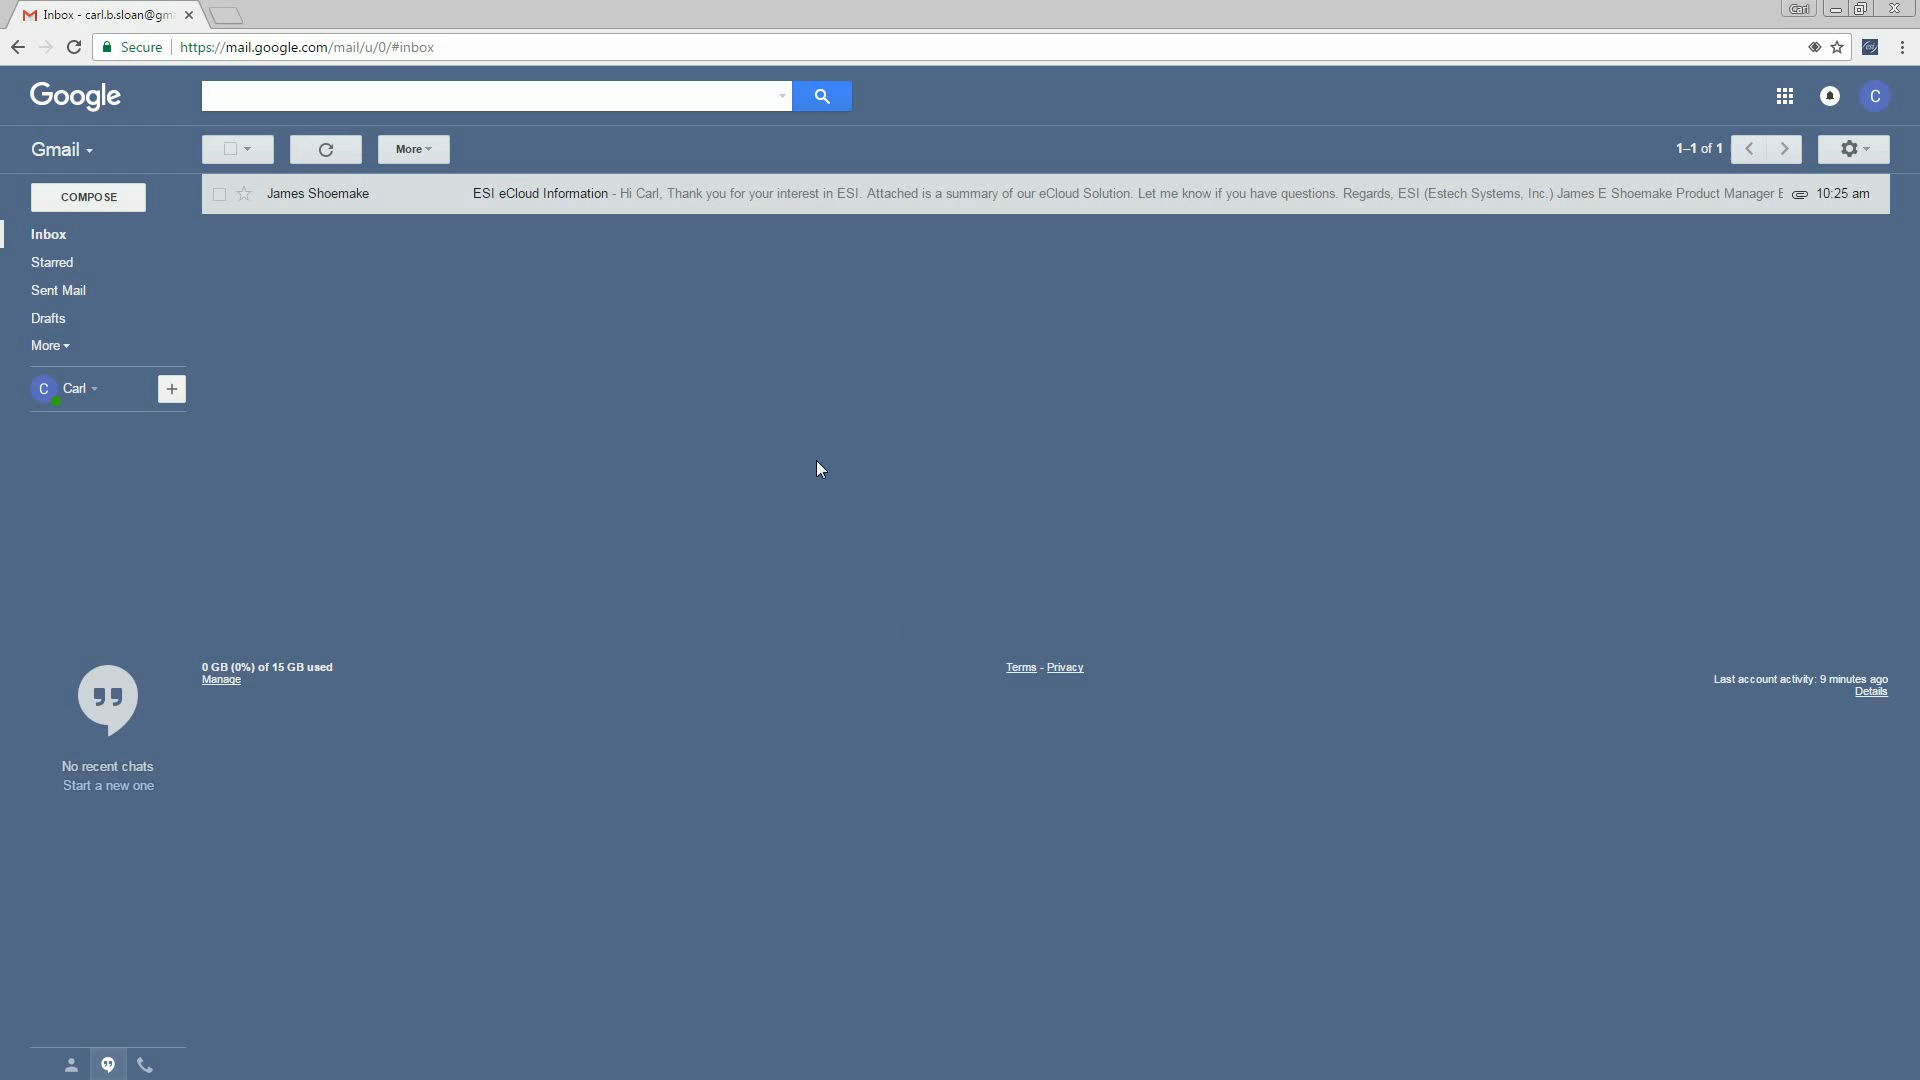 Inbox - carl.b.sloan@gm
Carl
Secure
https://mail.google.com/mail/u/0/#inbox
Google
C
Gmail
More
1–1 of 1
COMPOSE
James Shoemake ESI eCloud Information - Hi Carl, Thank you for your interest in ESI. Attached is a summary of our eCloud Solution. Let me know if you have questions. Regards, ESI (Estech Systems, Inc.) James E Shoemake Product Manager E 10:25 am
Inbox
Starred
Sent Mail
Drafts
More
C Carl
0 GB (0%) of 15 GB used
Manage
Terms - Privacy
Last account activity: 9 minutes ago
Details
No recent chats
Start a new one